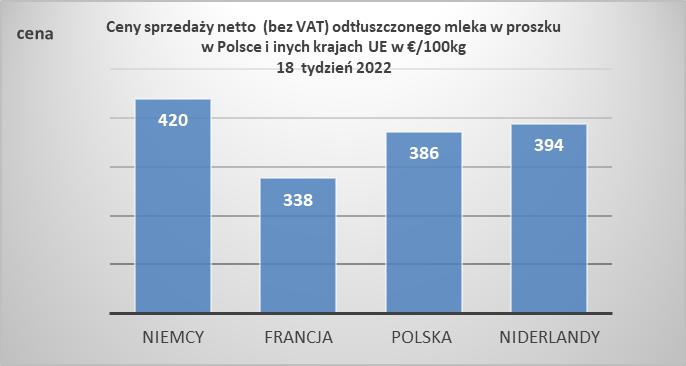 cena
Ceny sprzedaży netto (bez VAT) odtłuszczonego mleka w proszku
w Polsce i inych krajach UE w €/100kg
18 tydzień 2022
420
338
386
394
NIEMCY
FRANCJA
POLSKA
NIDERLANDY